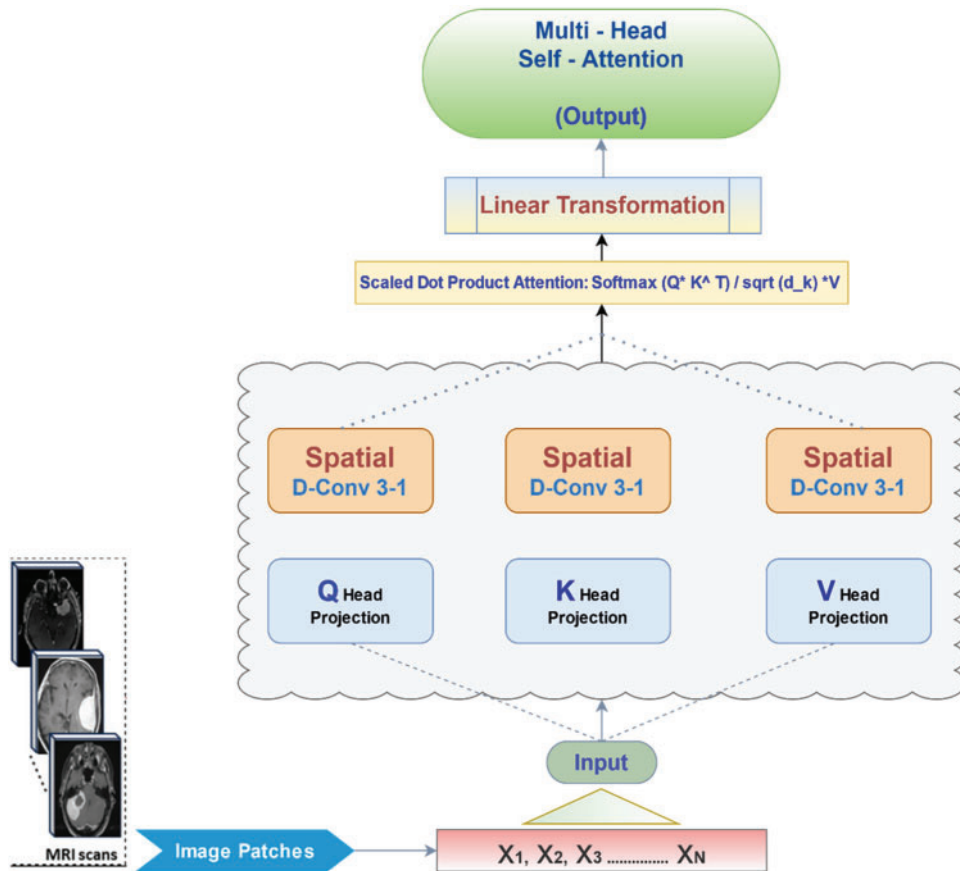 Multi - Head
Self - Attention
(Output)
Linear Transformation
Scaled Dot Product Attention: Softmax (Q* K^ T) / sqrt (d_k) *V
Spatial
D-Conv 3-1
Spatial
D-Conv 3-1
Spatial
D-Conv 3-1
Q Head
Projection
K Head
Projection
V Head
Projection
Input
MRI scans
Image Patches
X₁, X₂, X₃ ............... X_N